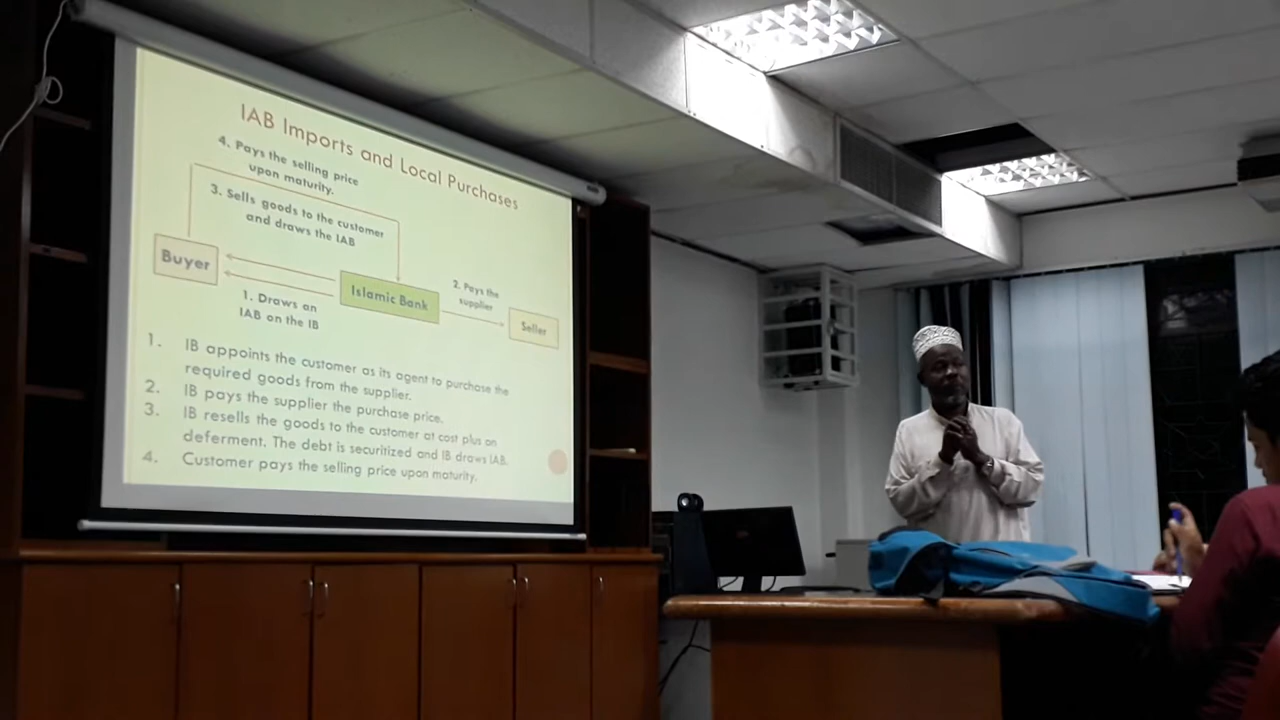 IAB Imports and Local Purchases
4. Pays the selling price
upon maturity.
3. Sells goods to the customer
and draws the IAB
Buyer
Islamic Bank
2. Pays the
supplier
Seller
1. Draws an
IAB on the IB
1. IB appoints the customer as its agent to purchase the
required goods from the supplier.
2. IB pays the supplier the purchase price.
3. IB resells the goods to the customer at cost plus on
deferment. The debt is securitized and IB draws IAB.
4. Customer pays the selling price upon maturity.